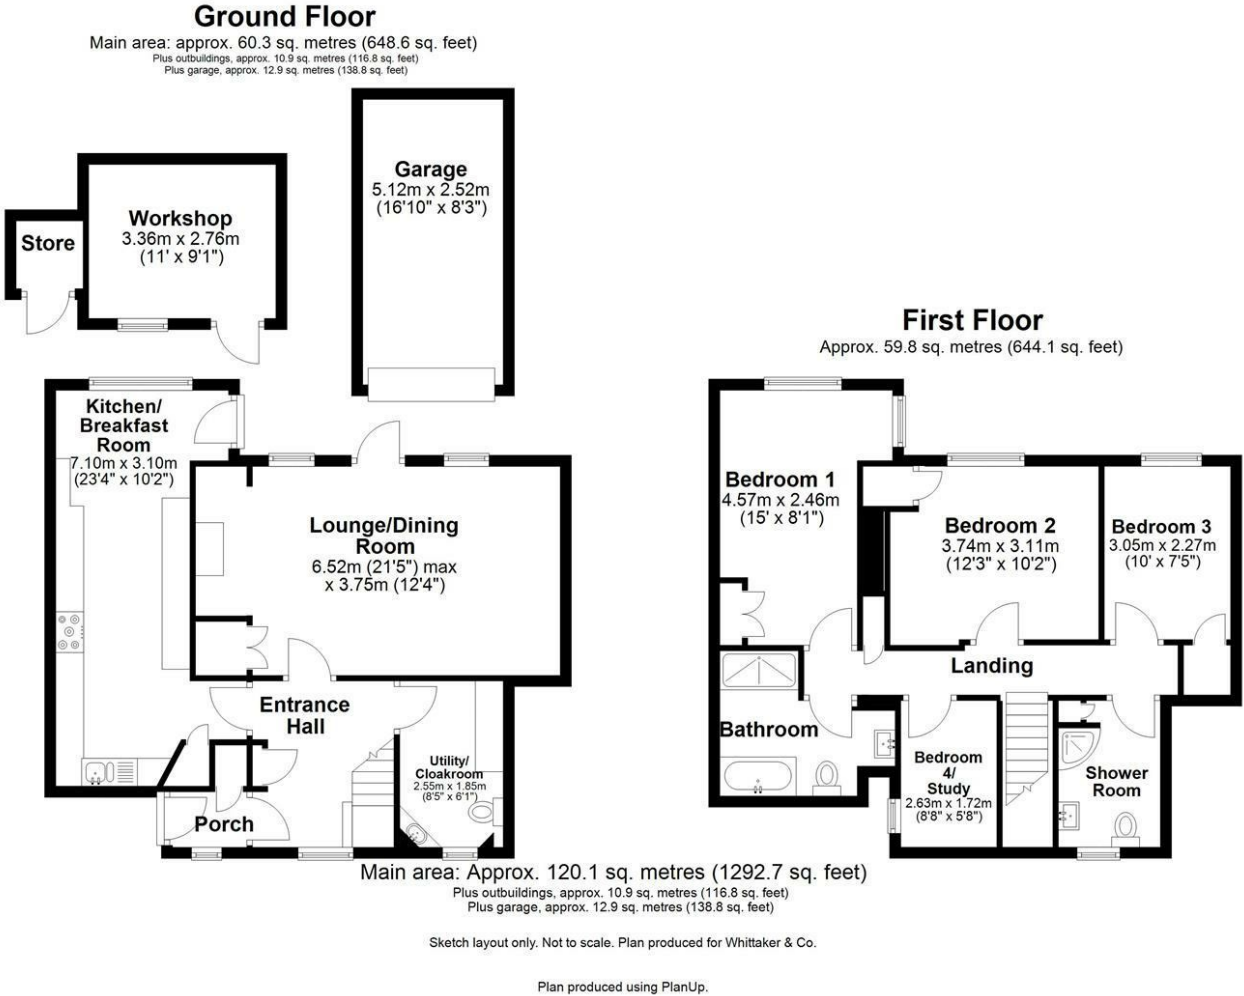 Ground Floor
Main area: approx. 60.3 sq. metres (648.6 sq. feet)
Plus outbuildings, approx. 10.9 sq. metres (116.8 sq. feet)
Plus garage, approx. 12.9 sq. metres (138.8 sq. feet)
Garage
5.12m x 2.52m
(16'10" x 8'3")
Workshop
3.36m x 2.76m
(11' x 9'1")
Store
Kitchen/
Breakfast
Room
7.10m x 3.10m
(23'4" x 10'2")
Lounge/Dining
Room
6.52m (21'5") max
x 3.75m (12'4")
Entrance
Hall
Utility/
Cloakroom
2.55m x 1.85m
(8'5" x 6'1")
Porch
First Floor
Approx. 59.8 sq. metres (644.1 sq. feet)
Bedroom 1
4.57m x 2.46m
(15' x 8'1")
Bedroom 2
3.74m x 3.11m
(12'3" x 10'2")
Bedroom 3
3.05m x 2.27m
(10' x 7'5")
Landing
Bathroom
Bedroom
4/
Study
2.63m x 1.72m
(8'8" x 5'8")
Shower
Room
Main area: Approx. 120.1 sq. metres (1292.7 sq. feet)
Plus outbuildings, approx. 10.9 sq. metres (116.8 sq. feet)
Plus garage, approx. 12.9 sq. metres (138.8 sq. feet)
Sketch layout only. Not to scale. Plan produced for Whittaker & Co.
Plan produced using PlanUp.